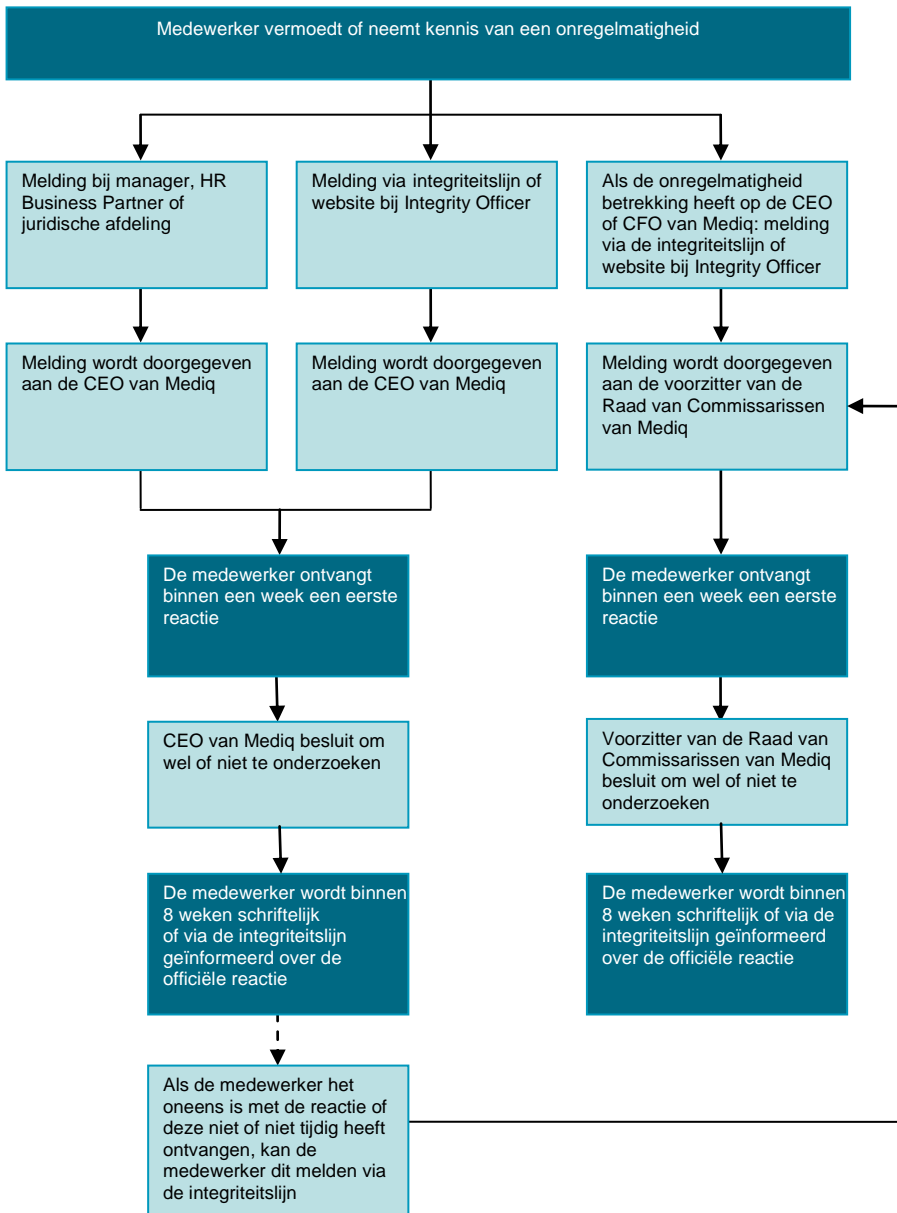 Medewerker vermoedt of neemt kennis van een onregelmatigheid
Melding bij manager, HR
Business Partner of
juridische afdeling
Melding via integriteitslijn of
website bij Integrity Officer
Als de onregelmatigheid
betrekking heeft op de CEO
of CFO van Mediq: melding
via de integriteitslijn of
website bij Integrity Officer
Melding wordt doorgegeven
aan de CEO van Mediq
Melding wordt doorgegeven
aan de CEO van Mediq
Melding wordt doorgegeven
aan de voorzitter van de
Raad van Commissarissen
van Mediq
De medewerker ontvangt
binnen een week een eerste
reactie
De medewerker ontvangt
binnen een week een eerste
reactie
CEO van Mediq besluit om
wel of niet te onderzoeken
Voorzitter van de Raad van
Commissarissen van Mediq
besluit om wel of niet te
onderzoeken
De medewerker wordt binnen
8 weken schriftelijk
of via de integriteitslijn
geïnformeerd over de
officiële reactie
De medewerker wordt binnen
8 weken schriftelijk of via de
integriteitslijn geïnformeerd
over de officiële reactie
Als de medewerker het
oneens is met de reactie of
deze niet of niet tijdig heeft
ontvangen, kan de
medewerker dit melden via
de integriteitslijn